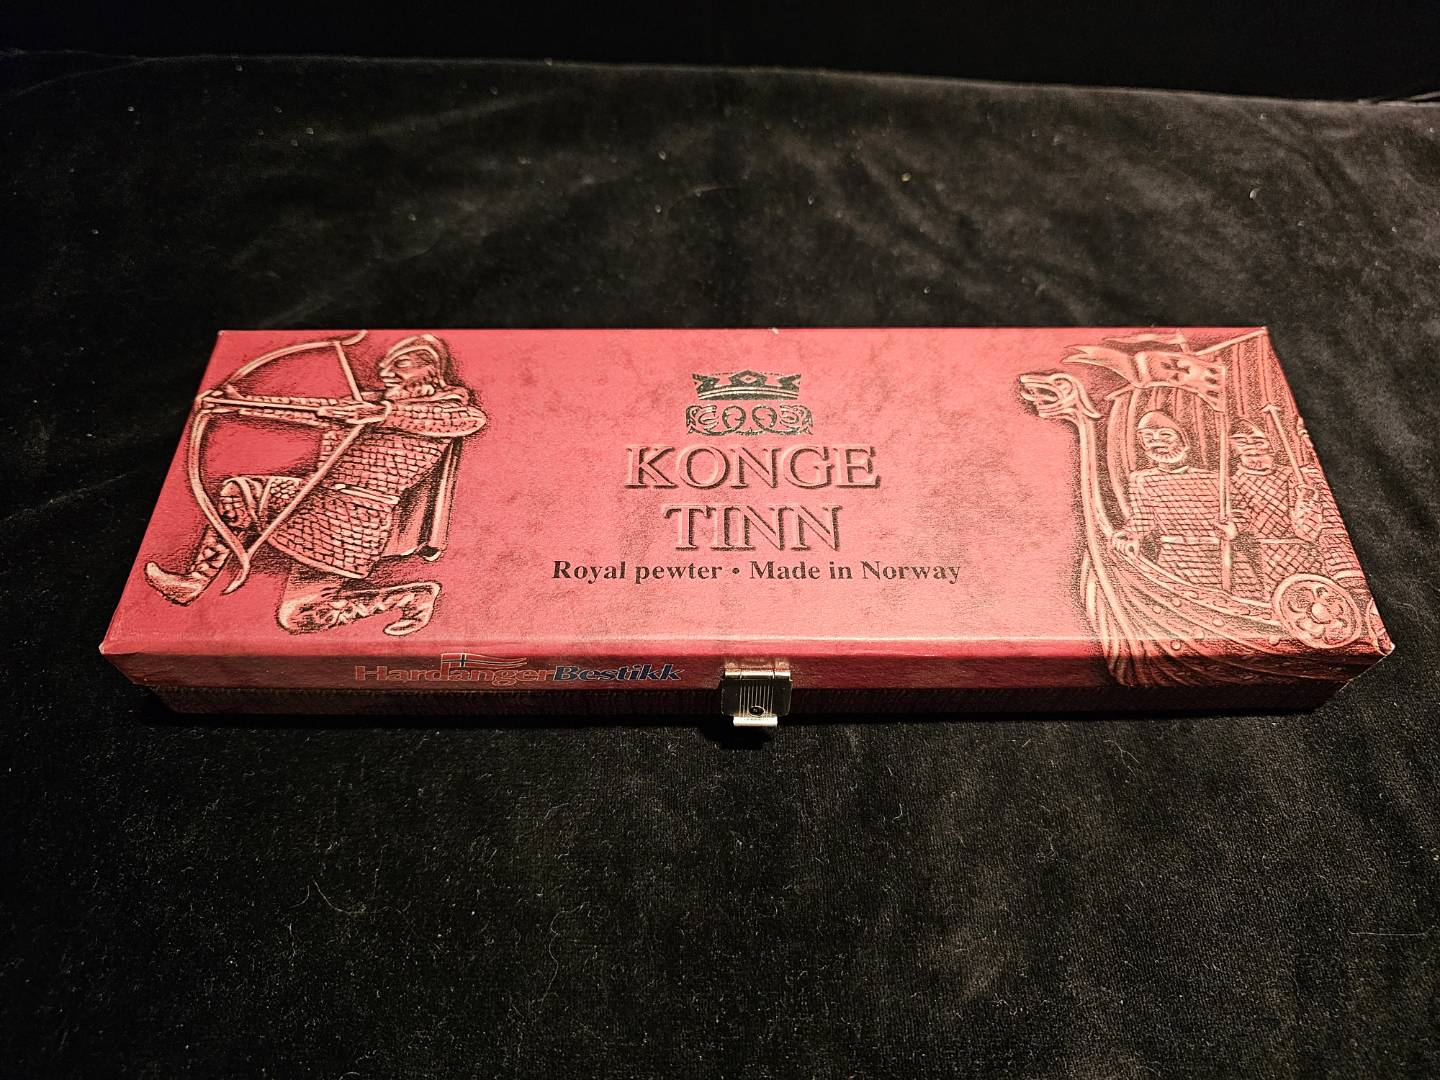 KONGE
TINN
Royal pewter • Made in Norway
HardangerBestikk